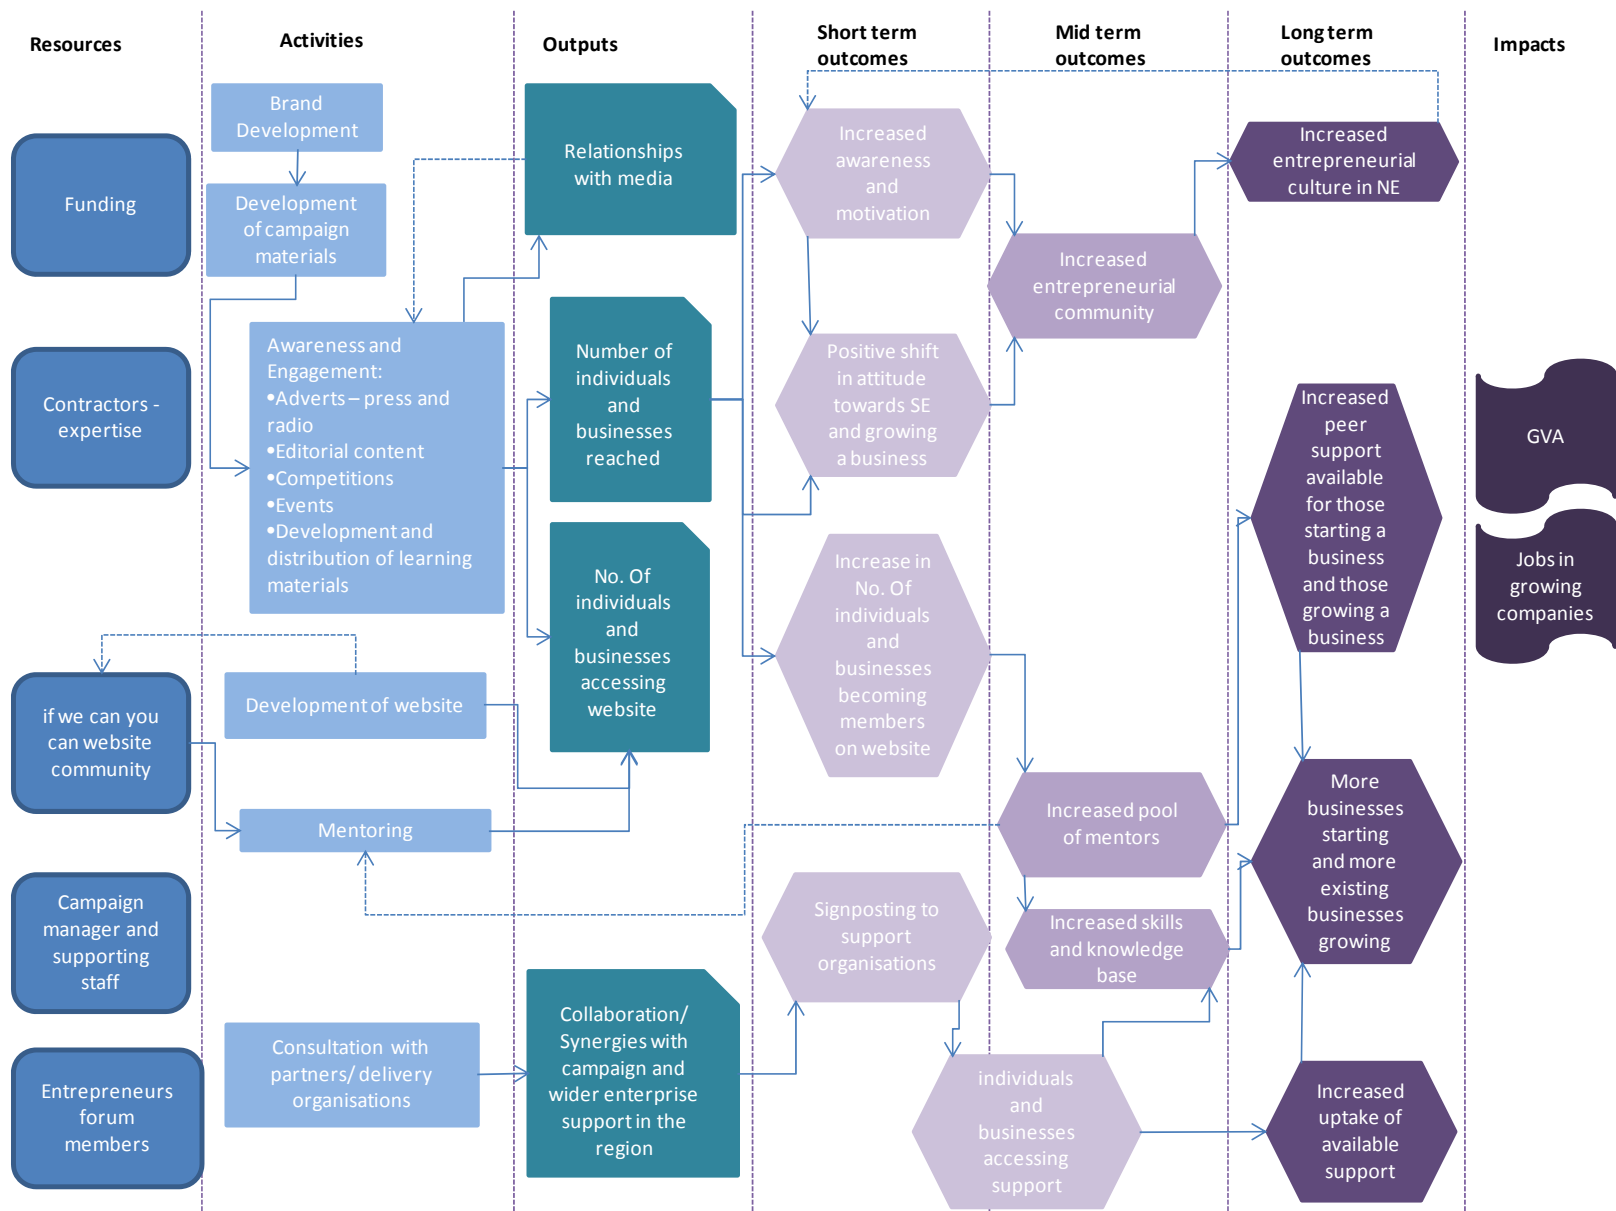 Resources
Activities
Outputs
Short term
outcomes
Mid term
outcomes
Long term
outcomes
Impacts
Funding
Contractors -
expertise
if we can you
can website
community
Campaign
manager and
supporting
staff
Entrepreneurs
forum
members
Brand
Development
Development
of campaign
materials
Awareness and
Engagement:
•Adverts – press and
radio
•Editorial content
•Competitions
•Events
•Development and
distribution of learning
materials
Development of website
Mentoring
Consultation with
partners/ delivery
organisations
Relationships
with media
Number of
individuals
and
businesses
reached
No. Of
individuals
and
businesses
accessing
website
Collaboration/
Synergies with
campaign and
wider enterprise
support in the
region
Increased
awareness
and
motivation
Positive shift
in attitude
towards SE
and growing
a business
Increase in
No. Of
individuals
and
businesses
becoming
members
on website
Signposting to
support
organisations
individuals
and
businesses
accessing
support
Increased
entrepreneurial
community
Increased pool
of mentors
Increased skills
and knowledge
base
Increased
entrepreneurial
culture in NE
Increased
peer
support
available
for those
starting a
business
and those
growing a
business
More
businesses
starting
and more
existing
businesses
growing
Increased
uptake of
available
support
GVA
Jobs in
growing
companies